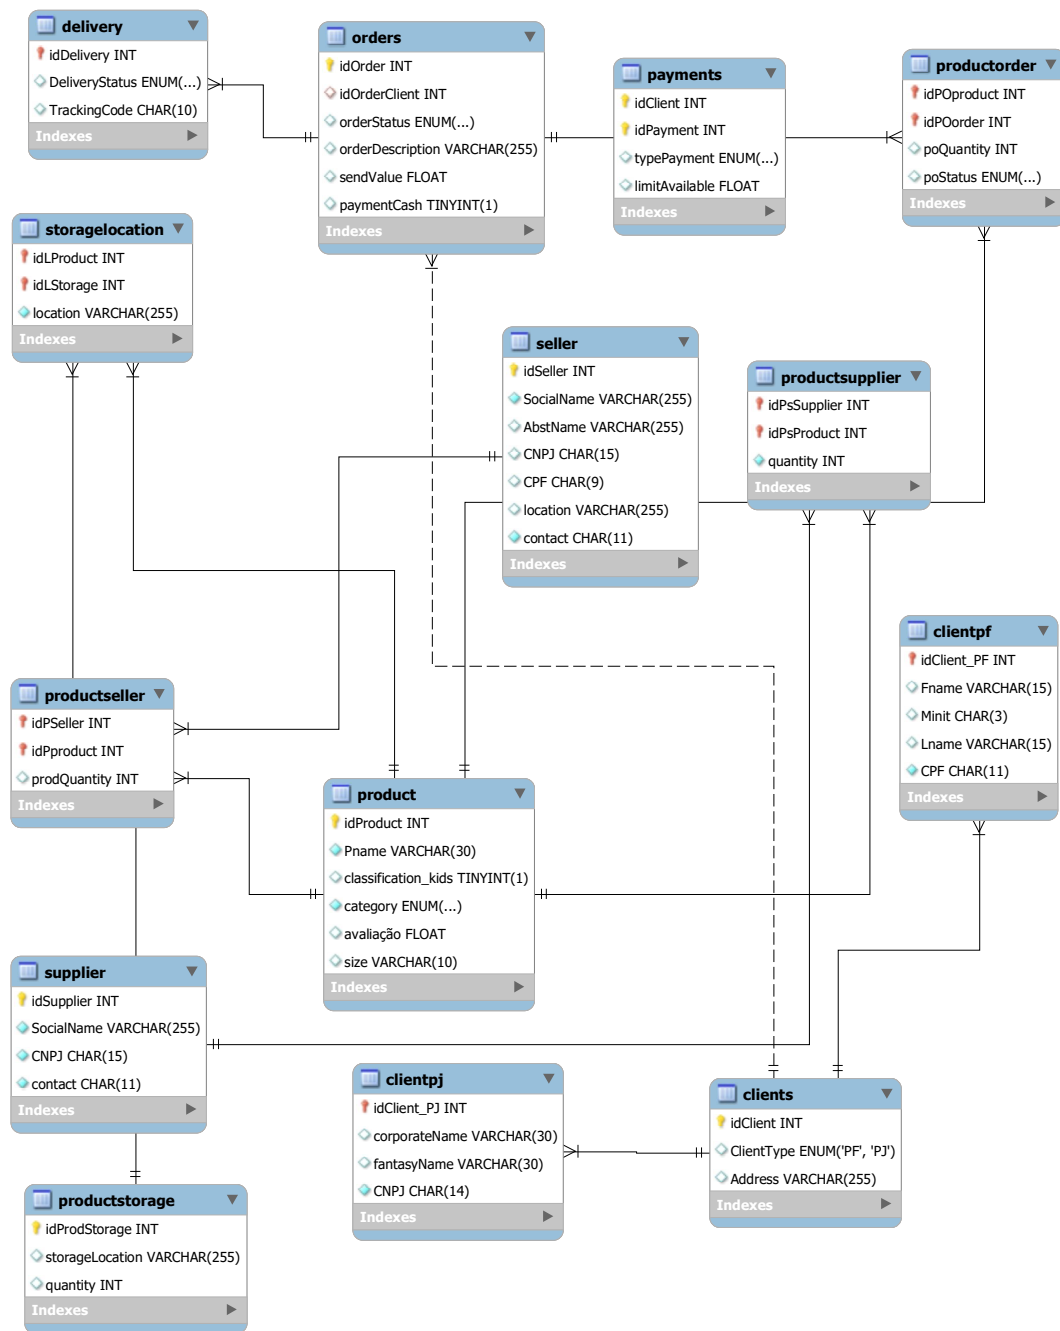 delivery
idDelivery INT
DeliveryStatus ENUM(...)
TrackingCode CHAR(10)
Indexes
orders
idOrder INT
idOrderClient INT
orderStatus ENUM(...)
orderDescription VARCHAR(255)
sendValue FLOAT
paymentCash TINYINT(1)
Indexes
payments
idClient INT
idPayment INT
typePayment ENUM(...)
limitAvailable FLOAT
Indexes
productorder
idPOproduct INT
idPOorder INT
poQuantity INT
poStatus ENUM(...)
Indexes
storagelocation
idLProduct INT
idLStorage INT
location VARCHAR(255)
Indexes
seller
idSeller INT
SocialName VARCHAR(255)
AbstName VARCHAR(255)
CNPJ CHAR(15)
CPF CHAR(9)
location VARCHAR(255)
contact CHAR(11)
Indexes
productsupplier
idPsSupplier INT
idPsProduct INT
quantity INT
Indexes
clientpf
idClient_PF INT
Fname VARCHAR(15)
Minit CHAR(3)
Lname VARCHAR(15)
CPF CHAR(11)
Indexes
productseller
idPSeller INT
idPproduct INT
prodQuantity INT
Indexes
product
idProduct INT
Pname VARCHAR(30)
classification_kids TINYINT(1)
category ENUM(...)
avaliação FLOAT
size VARCHAR(10)
Indexes
supplier
idSupplier INT
SocialName VARCHAR(255)
CNPJ CHAR(15)
contact CHAR(11)
Indexes
clientpj
idClient_PJ INT
corporateName VARCHAR(30)
fantasyName VARCHAR(30)
CNPJ CHAR(14)
Indexes
clients
idClient INT
ClientType ENUM('PF', 'PJ')
Address VARCHAR(255)
Indexes
productstorage
idProdStorage INT
storageLocation VARCHAR(255)
quantity INT
Indexes